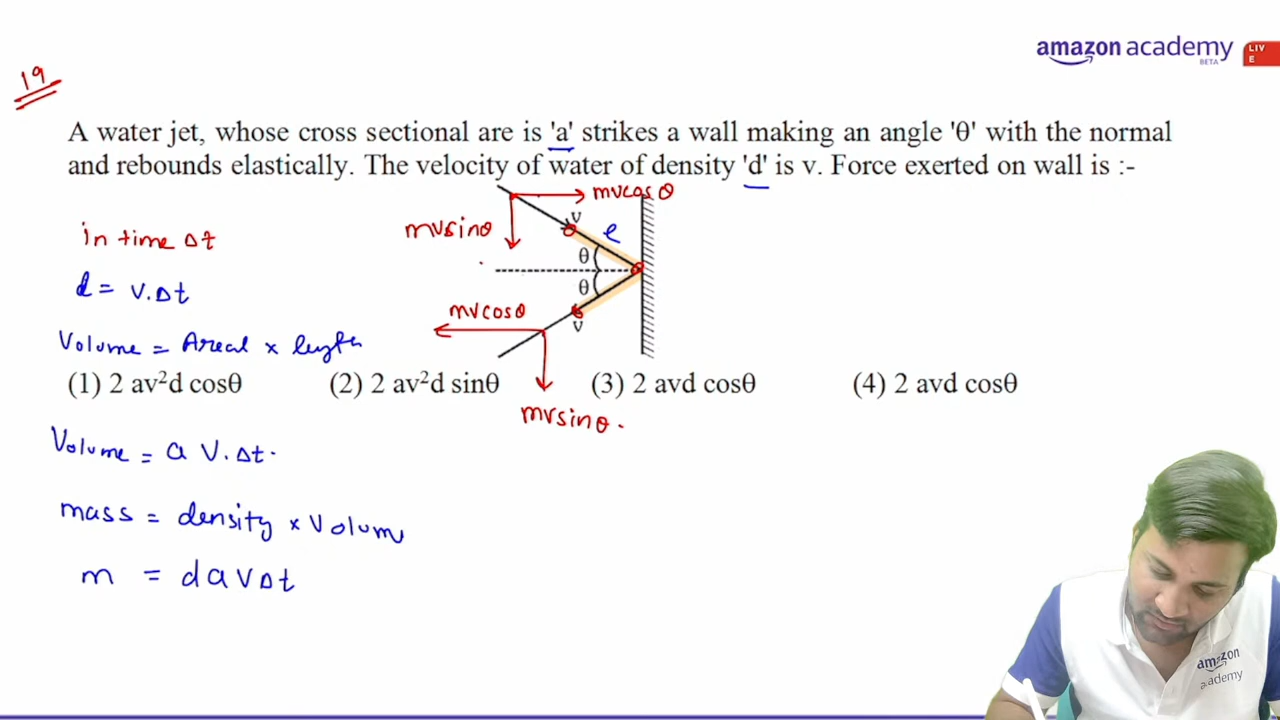 amazon academy
BETA
LIV
E
19
A water jet, whose cross sectional are is 'a' strikes a wall making an angle 'θ' with the normal
and rebounds elastically. The velocity of water of density 'd' is v. Force exerted on wall is :-
mvcosθ
in time Δt
mvsinθ
v
l
θ
l = v.Δt
θ
mvcosθ
v
Volume = Areal x length
(1) 2 av²d cosθ (2) 2 av²d sinθ (3) 2 avd cosθ (4) 2 avd cosθ
mvsinθ.
Volume = a v.Δt.
mass = density x Volum
m = d a v Δt
amazon
academy